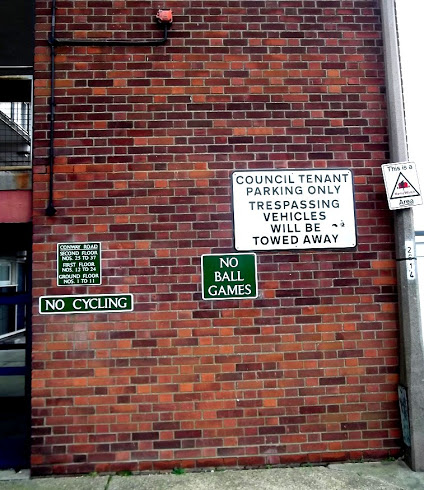 COUNCIL TENANT
PARKING ONLY
TRESPASSING
VEHICLES
WILL BE
TOWED AWAY
This is a
Area
CONWAY ROAD
SECOND FLOOR
NOS. 25 TO 37
FIRST FLOOR
NOS. 12 TO 24
GROUND FLOOR
NOS. 1 TO 11
NO
BALL
GAMES
NO CYCLING